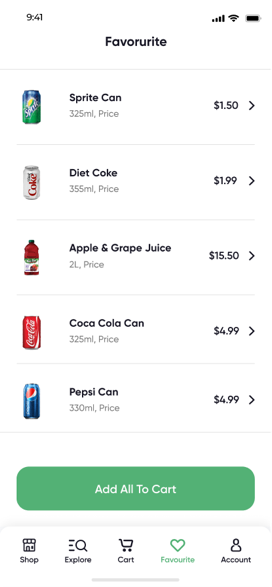 9:41
Favorurite
Sprite Can
325ml, Price
$1.50
Diet Coke
355ml, Price
$1.99
Apple & Grape Juice
2L, Price
$15.50
Coca Cola Can
325ml, Price
$4.99
Pepsi Can
330ml, Price
$4.99
Add All To Cart
Shop
Explore
Cart
Favourite
Account